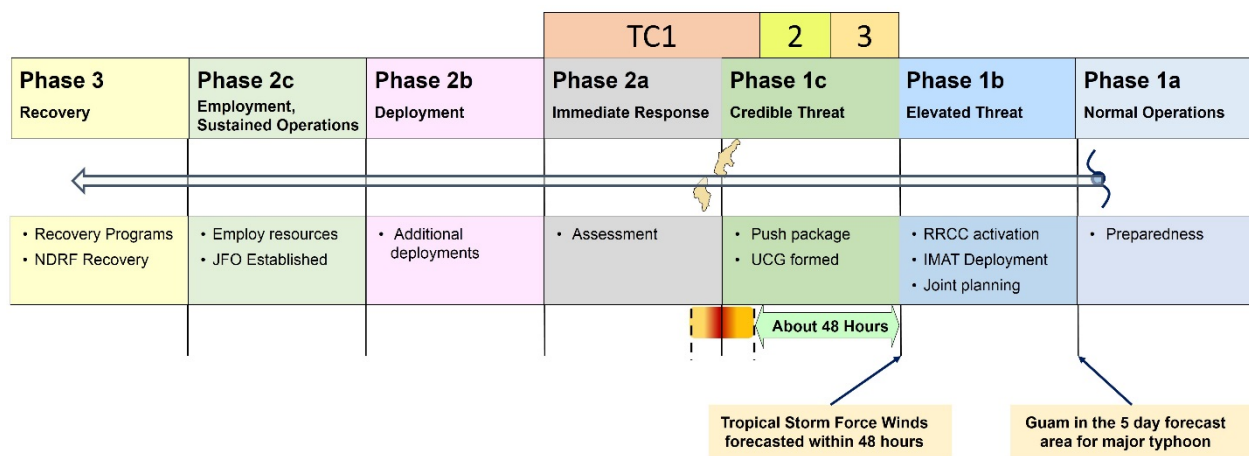 TC1
2
3
Phase 3
Recovery
Phase 2c
Employment,
Sustained Operations
Phase 2b
Deployment
Phase 2a
Immediate Response
Phase 1c
Credible Threat
Phase 1b
Elevated Threat
Phase 1a
Normal Operations
• Recovery Programs
• NDRF Recovery
• Employ resources
• JFO Established
• Additional
deployments
• Assessment
• Push package
• UCG formed
• RRCC activation
• IMAT Deployment
• Joint planning
• Preparedness
About 48 Hours
Tropical Storm Force Winds
forecasted within 48 hours
Guam in the 5 day forecast
area for major typhoon